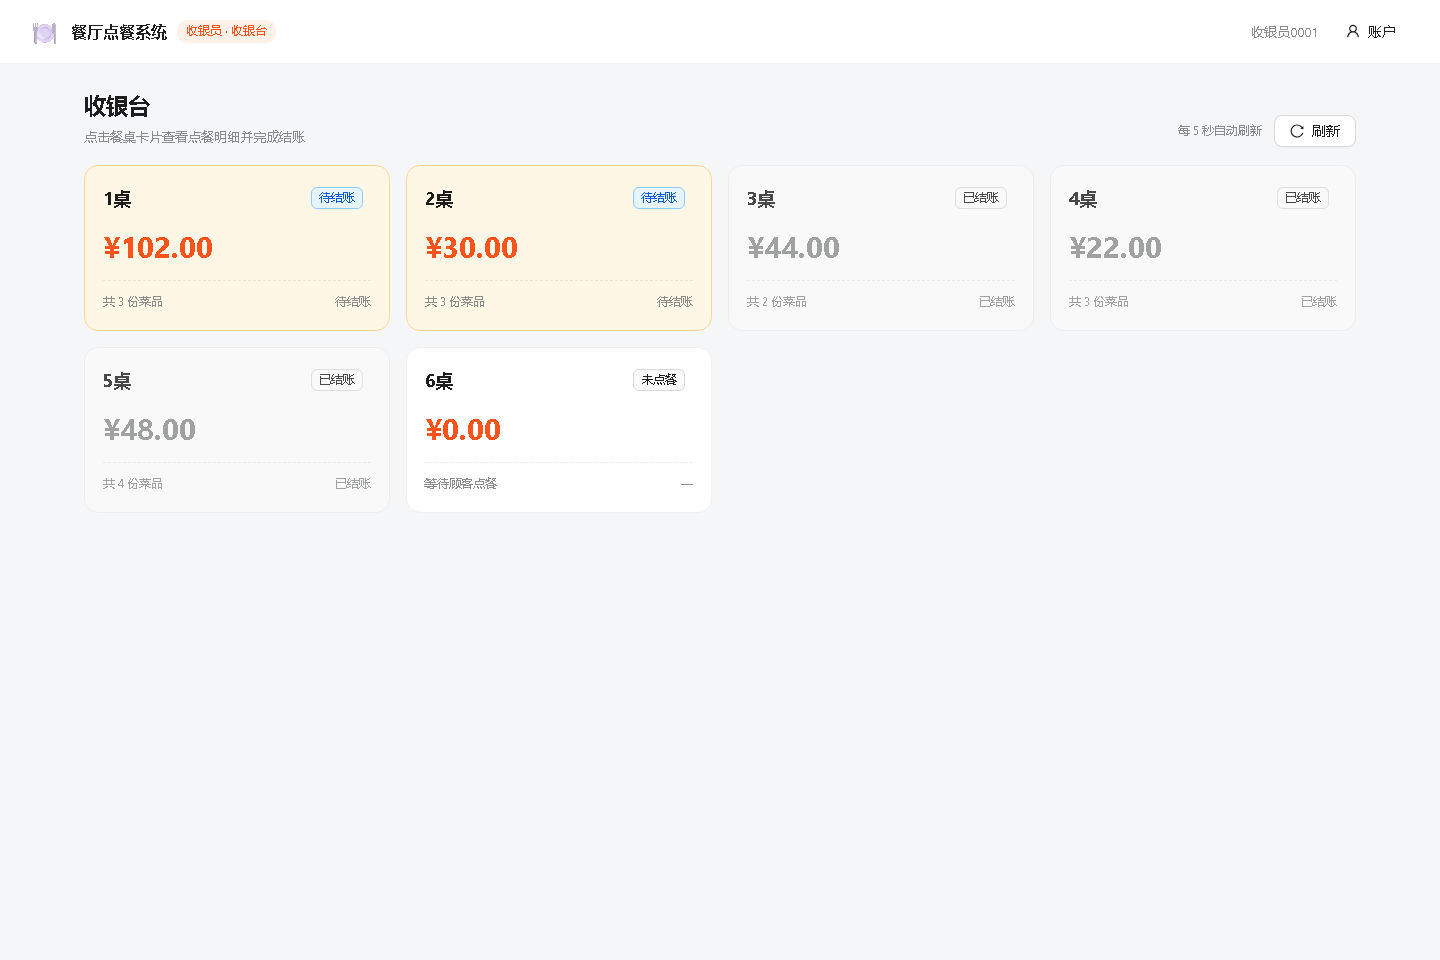 餐厅点餐系统 收银员 · 收银台 收银员0001 账户
收银台
点击餐桌卡片查看点餐明细并完成结账
每 5 秒自动刷新 刷新
1桌 待结账
¥102.00
共 3 份菜品 待结账
2桌 待结账
¥30.00
共 3 份菜品 待结账
3桌 已结账
¥44.00
共 2 份菜品 已结账
4桌 已结账
¥22.00
共 3 份菜品 已结账
5桌 已结账
¥48.00
共 4 份菜品 已结账
6桌 未点餐
¥0.00
等待顾客点餐 —